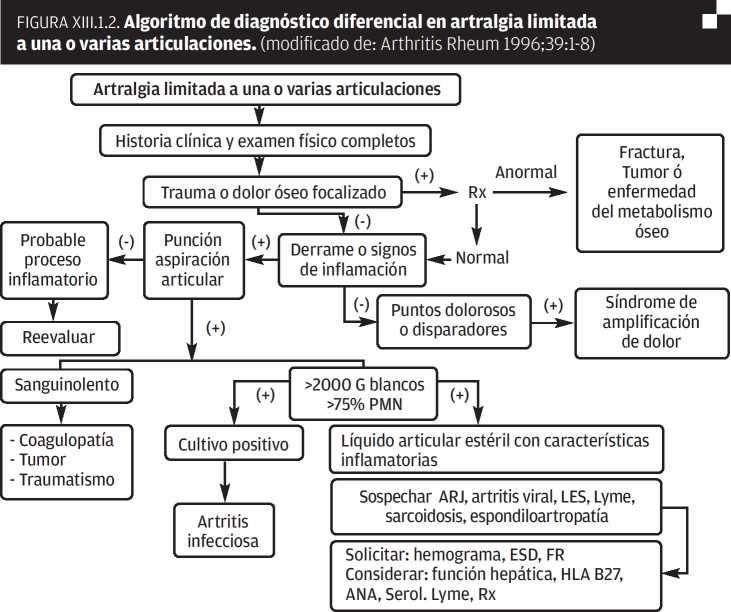 FIGURA XIII.1.2. Algoritmo de diagnóstico diferencial en artralgia limitada
a una o varias articulaciones. (modificado de: Arthritis Rheum 1996;39:1-8)
Artralgia limitada a una o varias articulaciones
Historia clínica y examen físico completos
Trauma o dolor óseo focalizado
(+)
Rx
Anormal
Fractura,
Tumor ó
enfermedad
del metabolismo
óseo
(-)
Normal
Derrame o signos
de inflamación
(+)
Punción
aspiración
articular
(-)
Probable
proceso
inflamatorio
Reevaluar
(-)
Puntos dolorosos
o disparadores
(+)
Síndrome de
amplificación
de dolor
(+)
Sanguinolento
- Coagulopatía
- Tumor
- Traumatismo
>2000 G blancos
>75% PMN
(+)
(+)
Cultivo positivo
Artritis
infecciosa
Líquido articular estéril con características
inflamatorias
Sospechar ARJ, artritis viral, LES, Lyme,
sarcoidosis, espondiloartropatía
Solicitar: hemograma, ESD, FR
Considerar: función hepática, HLA B27,
ANA, Serol. Lyme, Rx